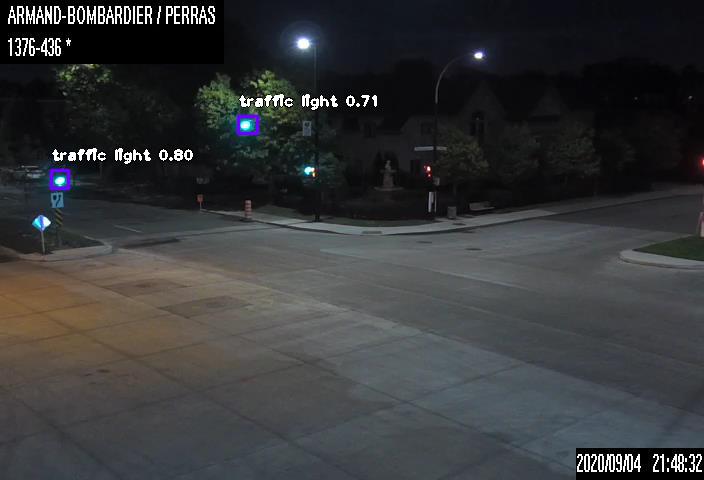 ARMAND-BOMBARDIER / PERRAS
1376-436 *
traffic light 0.71
traffic light 0.80
2020/09/04 21:48:32